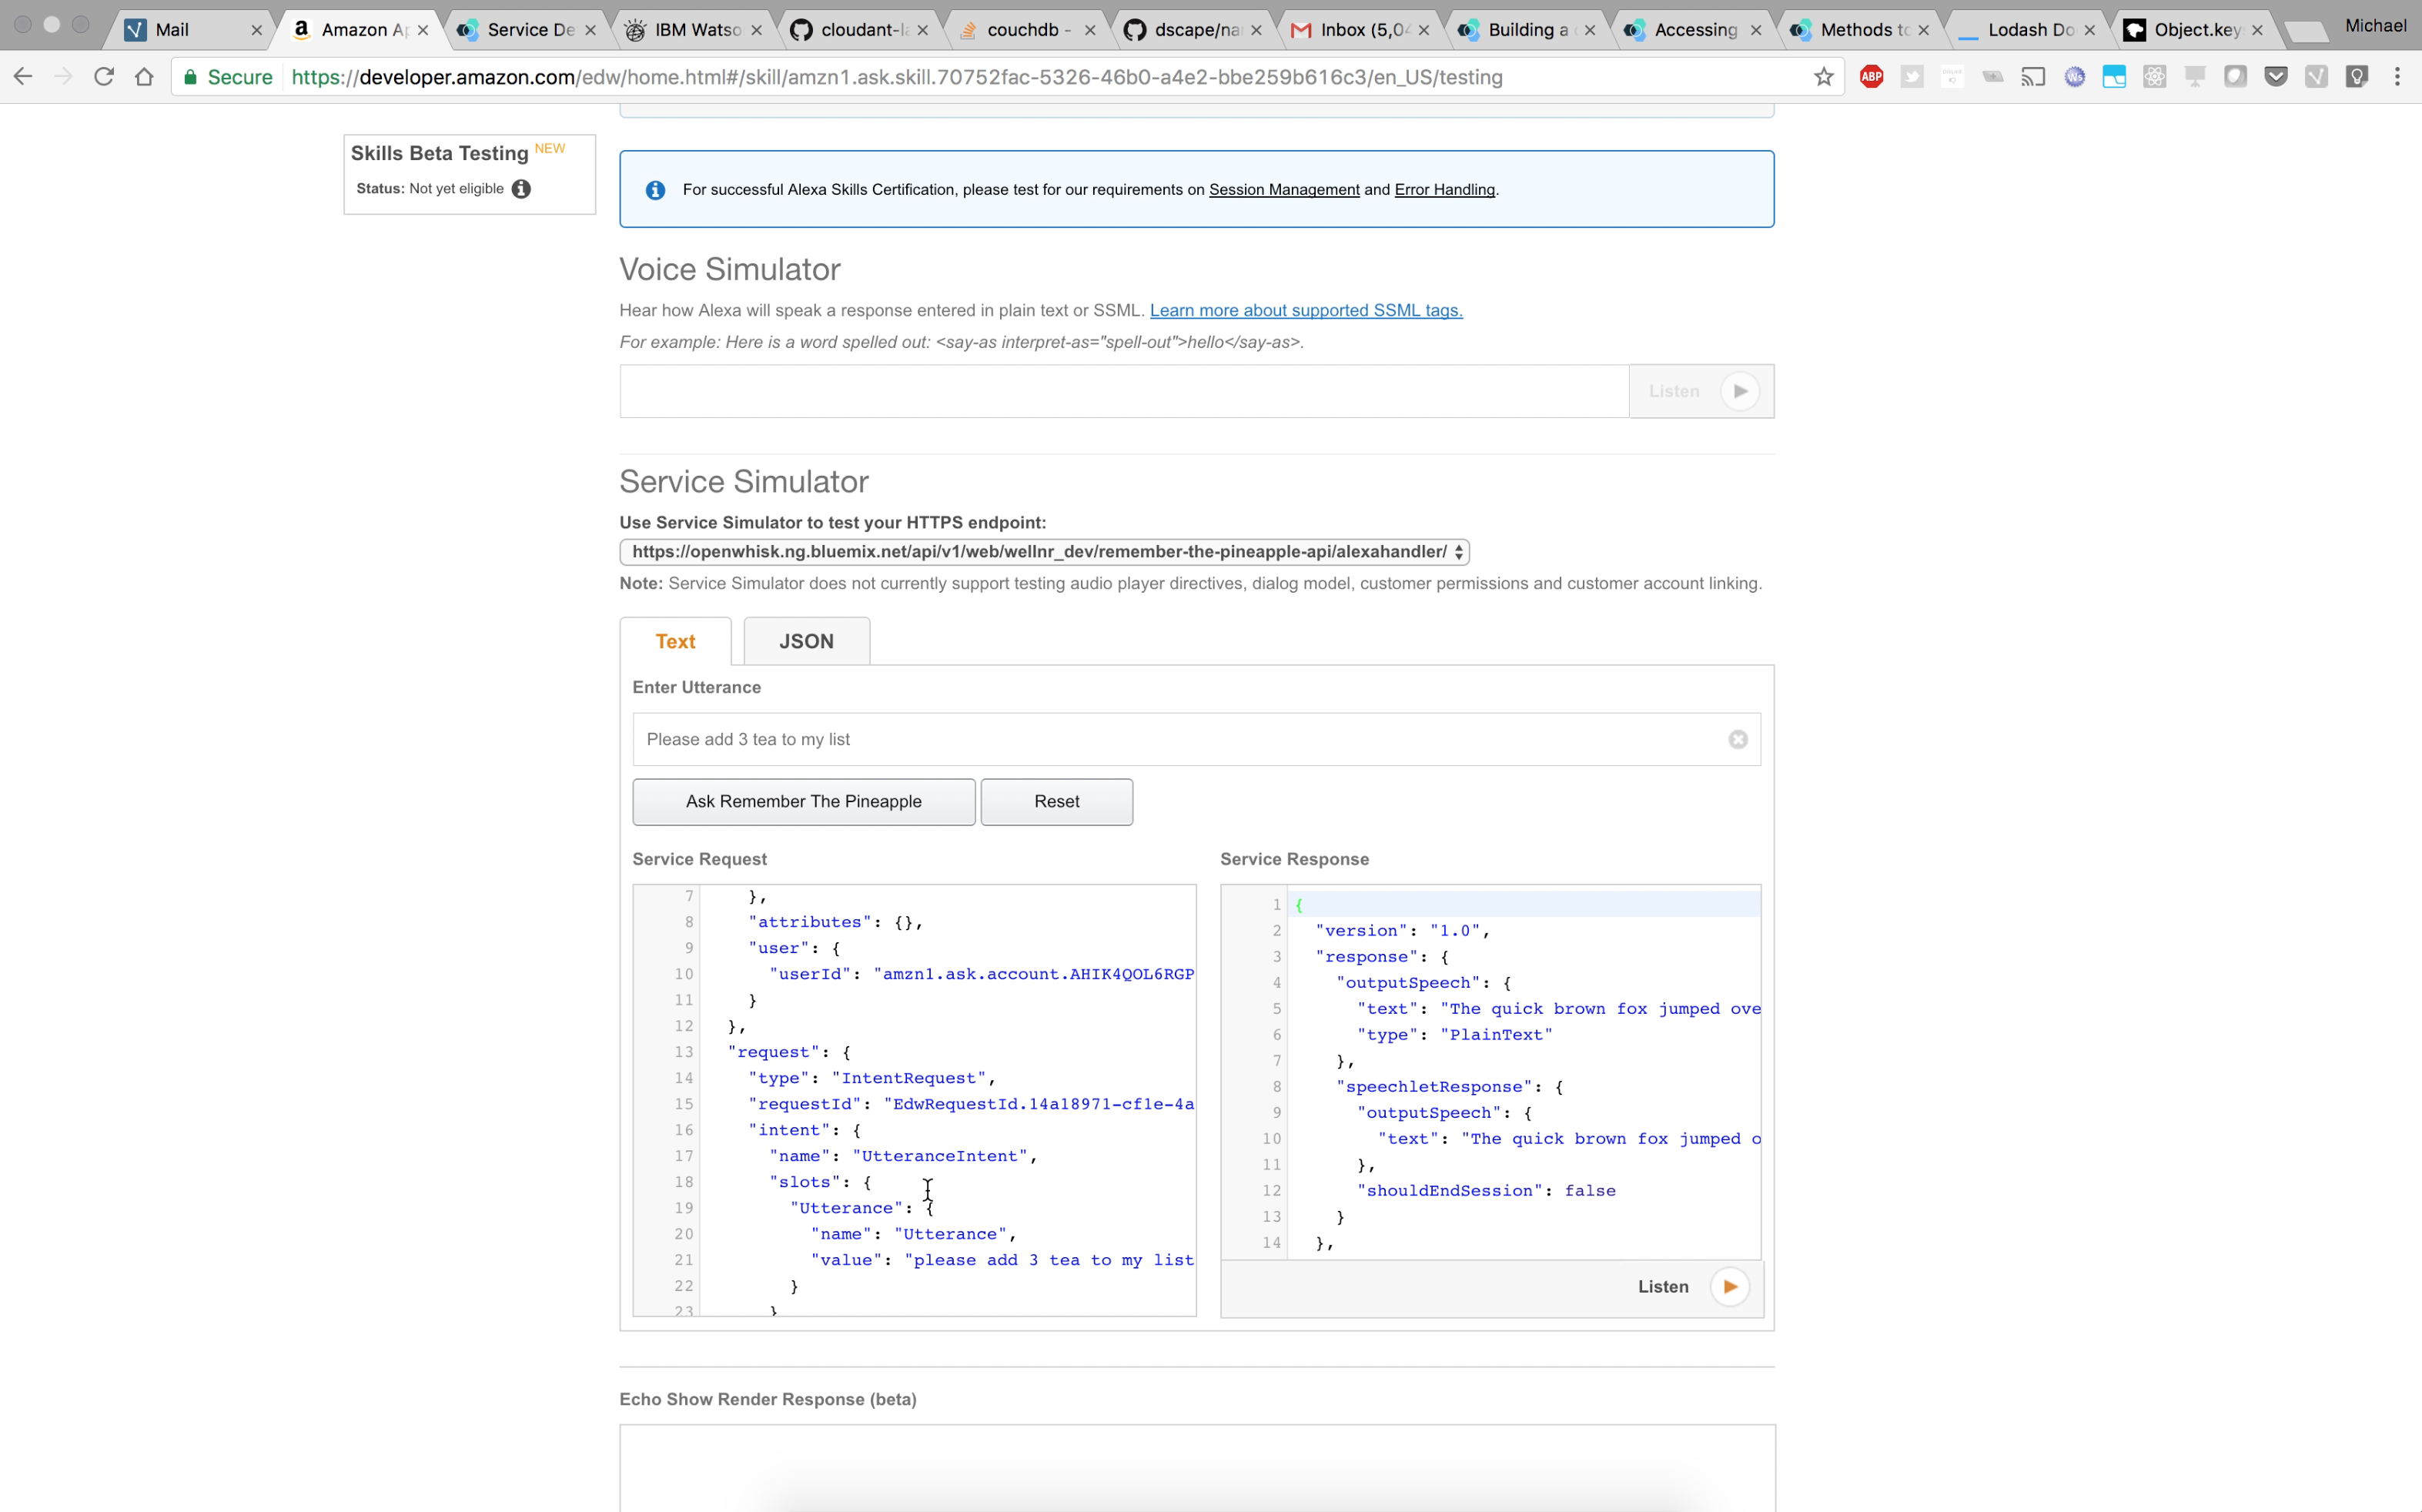 Mail
Amazon Ap
Service De
IBM Watso
cloudant-la
couchdb -
dscape/na
Inbox (5,04
Building a
Accessing
Methods to
Lodash Do
Object.key
Michael
Secure https://developer.amazon.com/edw/home.html#/skill/amzn1.ask.skill.70752fac-5326-46b0-a4e2-bbe259b616c3/en_US/testing
ABP
Skills Beta Testing NEW
Status: Not yet eligible
For successful Alexa Skills Certification, please test for our requirements on Session Management and Error Handling.
Voice Simulator
Hear how Alexa will speak a response entered in plain text or SSML. Learn more about supported SSML tags.
For example: Here is a word spelled out: <say-as interpret-as="spell-out">hello</say-as>.
Listen
Service Simulator
Use Service Simulator to test your HTTPS endpoint:
https://openwhisk.ng.bluemix.net/api/v1/web/wellnr_dev/remember-the-pineapple-api/alexahandler/
Note: Service Simulator does not currently support testing audio player directives, dialog model, customer permissions and customer account linking.
Text
JSON
Enter Utterance
Please add 3 tea to my list
Ask Remember The Pineapple
Reset
Service Request
7 },
8 "attributes": {},
9 "user": {
10 "userId": "amzn1.ask.account.AHIK4QOL6RGP
11 }
12 },
13 "request": {
14 "type": "IntentRequest",
15 "requestId": "EdwRequestId.14a18971-cf1e-4a
16 "intent": {
17 "name": "UtteranceIntent",
18 "slots": {
19 "Utterance": {
20 "name": "Utterance",
21 "value": "please add 3 tea to my list
22 }
23 }
Service Response
1 {
2 "version": "1.0",
3 "response": {
4 "outputSpeech": {
5 "text": "The quick brown fox jumped ove
6 "type": "PlainText"
7 },
8 "speechletResponse": {
9 "outputSpeech": {
10 "text": "The quick brown fox jumped o
11 },
12 "shouldEndSession": false
13 }
14 },
Listen
Echo Show Render Response (beta)